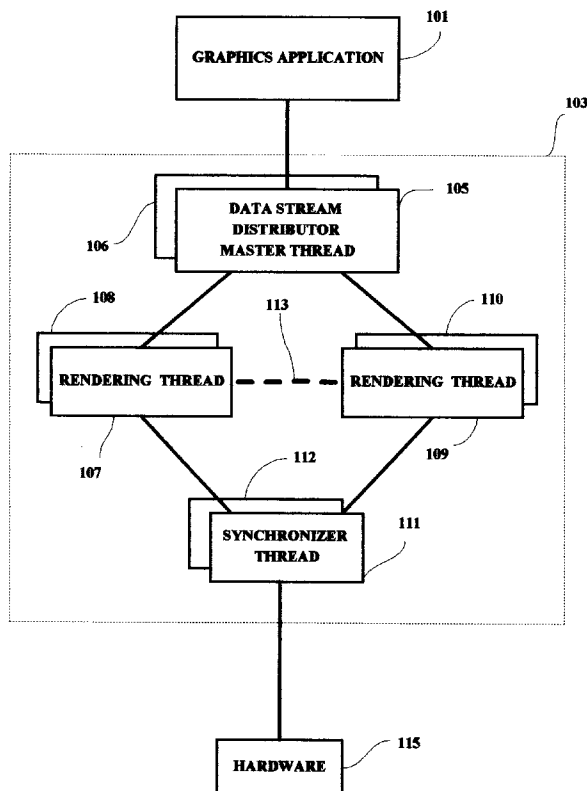 101
GRAPHICS APPLICATION
103
105
DATA STREAM
DISTRIBUTOR
MASTER THREAD
106
108
110
113
RENDERING THREAD
RENDERING THREAD
107
109
112
SYNCHRONIZER
THREAD
111
115
HARDWARE